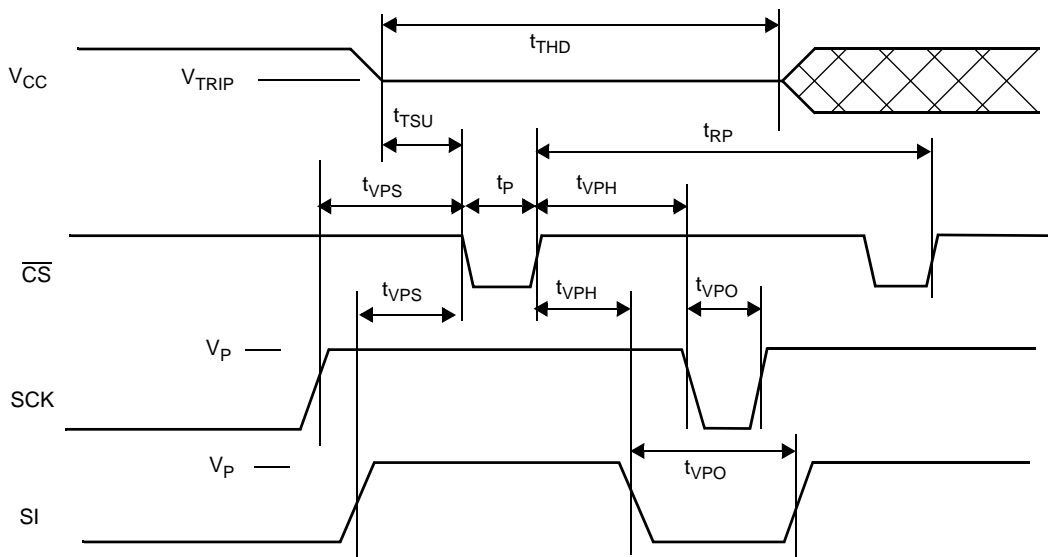 tTHD
VCC
VTRIP
tTSU
tRP
tVPS
tP
tVPH
CS
tVPS
tVPH
tVPO
VP
SCK
VP
tVPO
SI